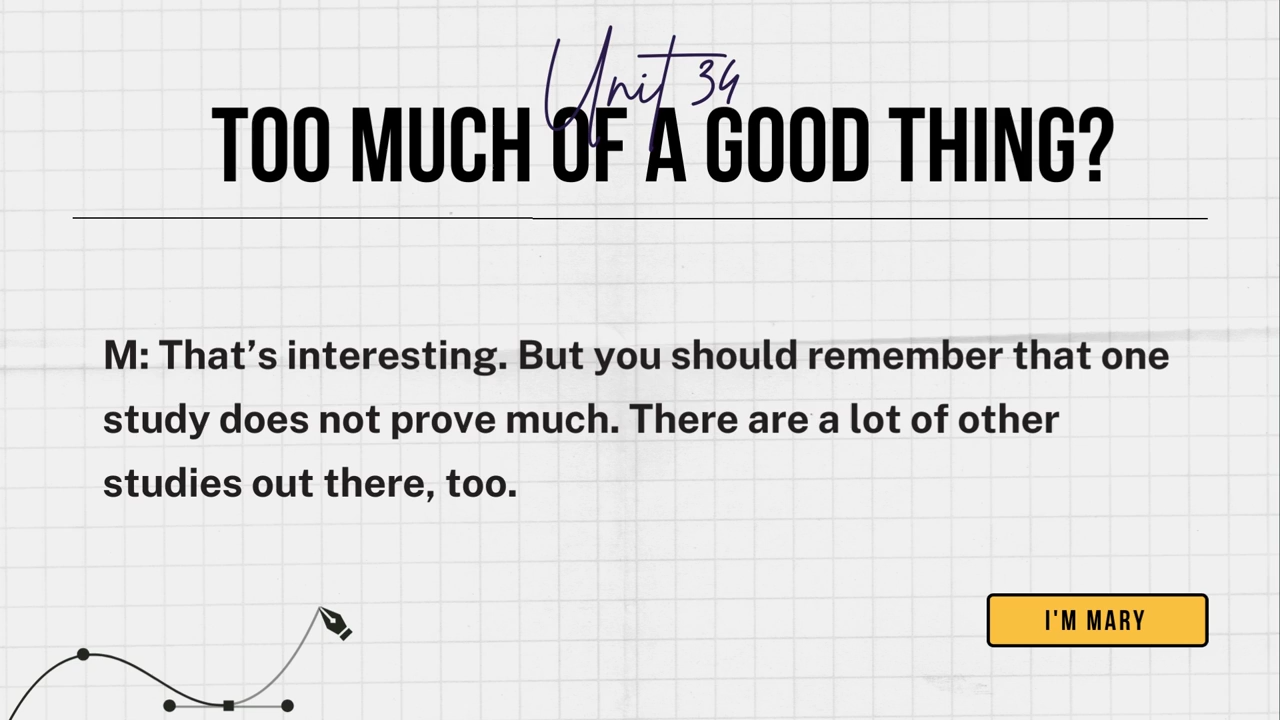 Unit 34
TOO MUCH OF A GOOD THING?
M: That’s interesting. But you should remember that one
study does not prove much. There are a lot of other
studies out there, too.
I'M MARY